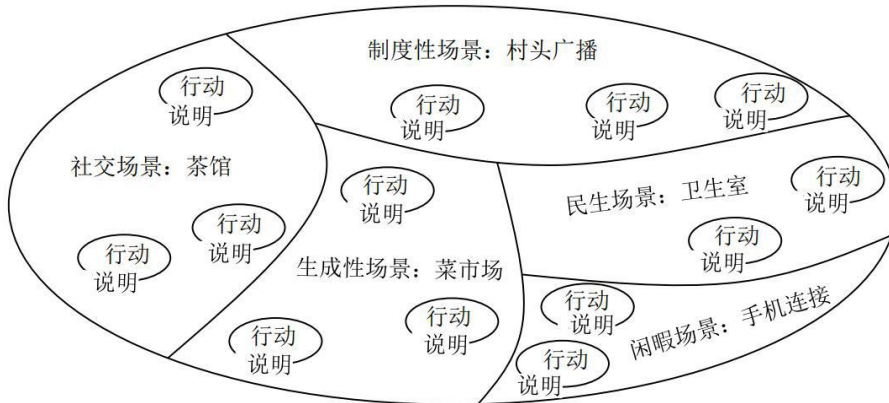 制度性场景：村头广播
行动
说明
行动
说明
行动
说明
社交场景：茶馆
行动
说明
行动
说明
行动
说明
生成性场景：菜市场
行动
说明
行动
说明
行动
说明
民生场景：卫生室
行动
说明
行动
说明
闲暇场景：手机连接
行动
说明
行动
说明